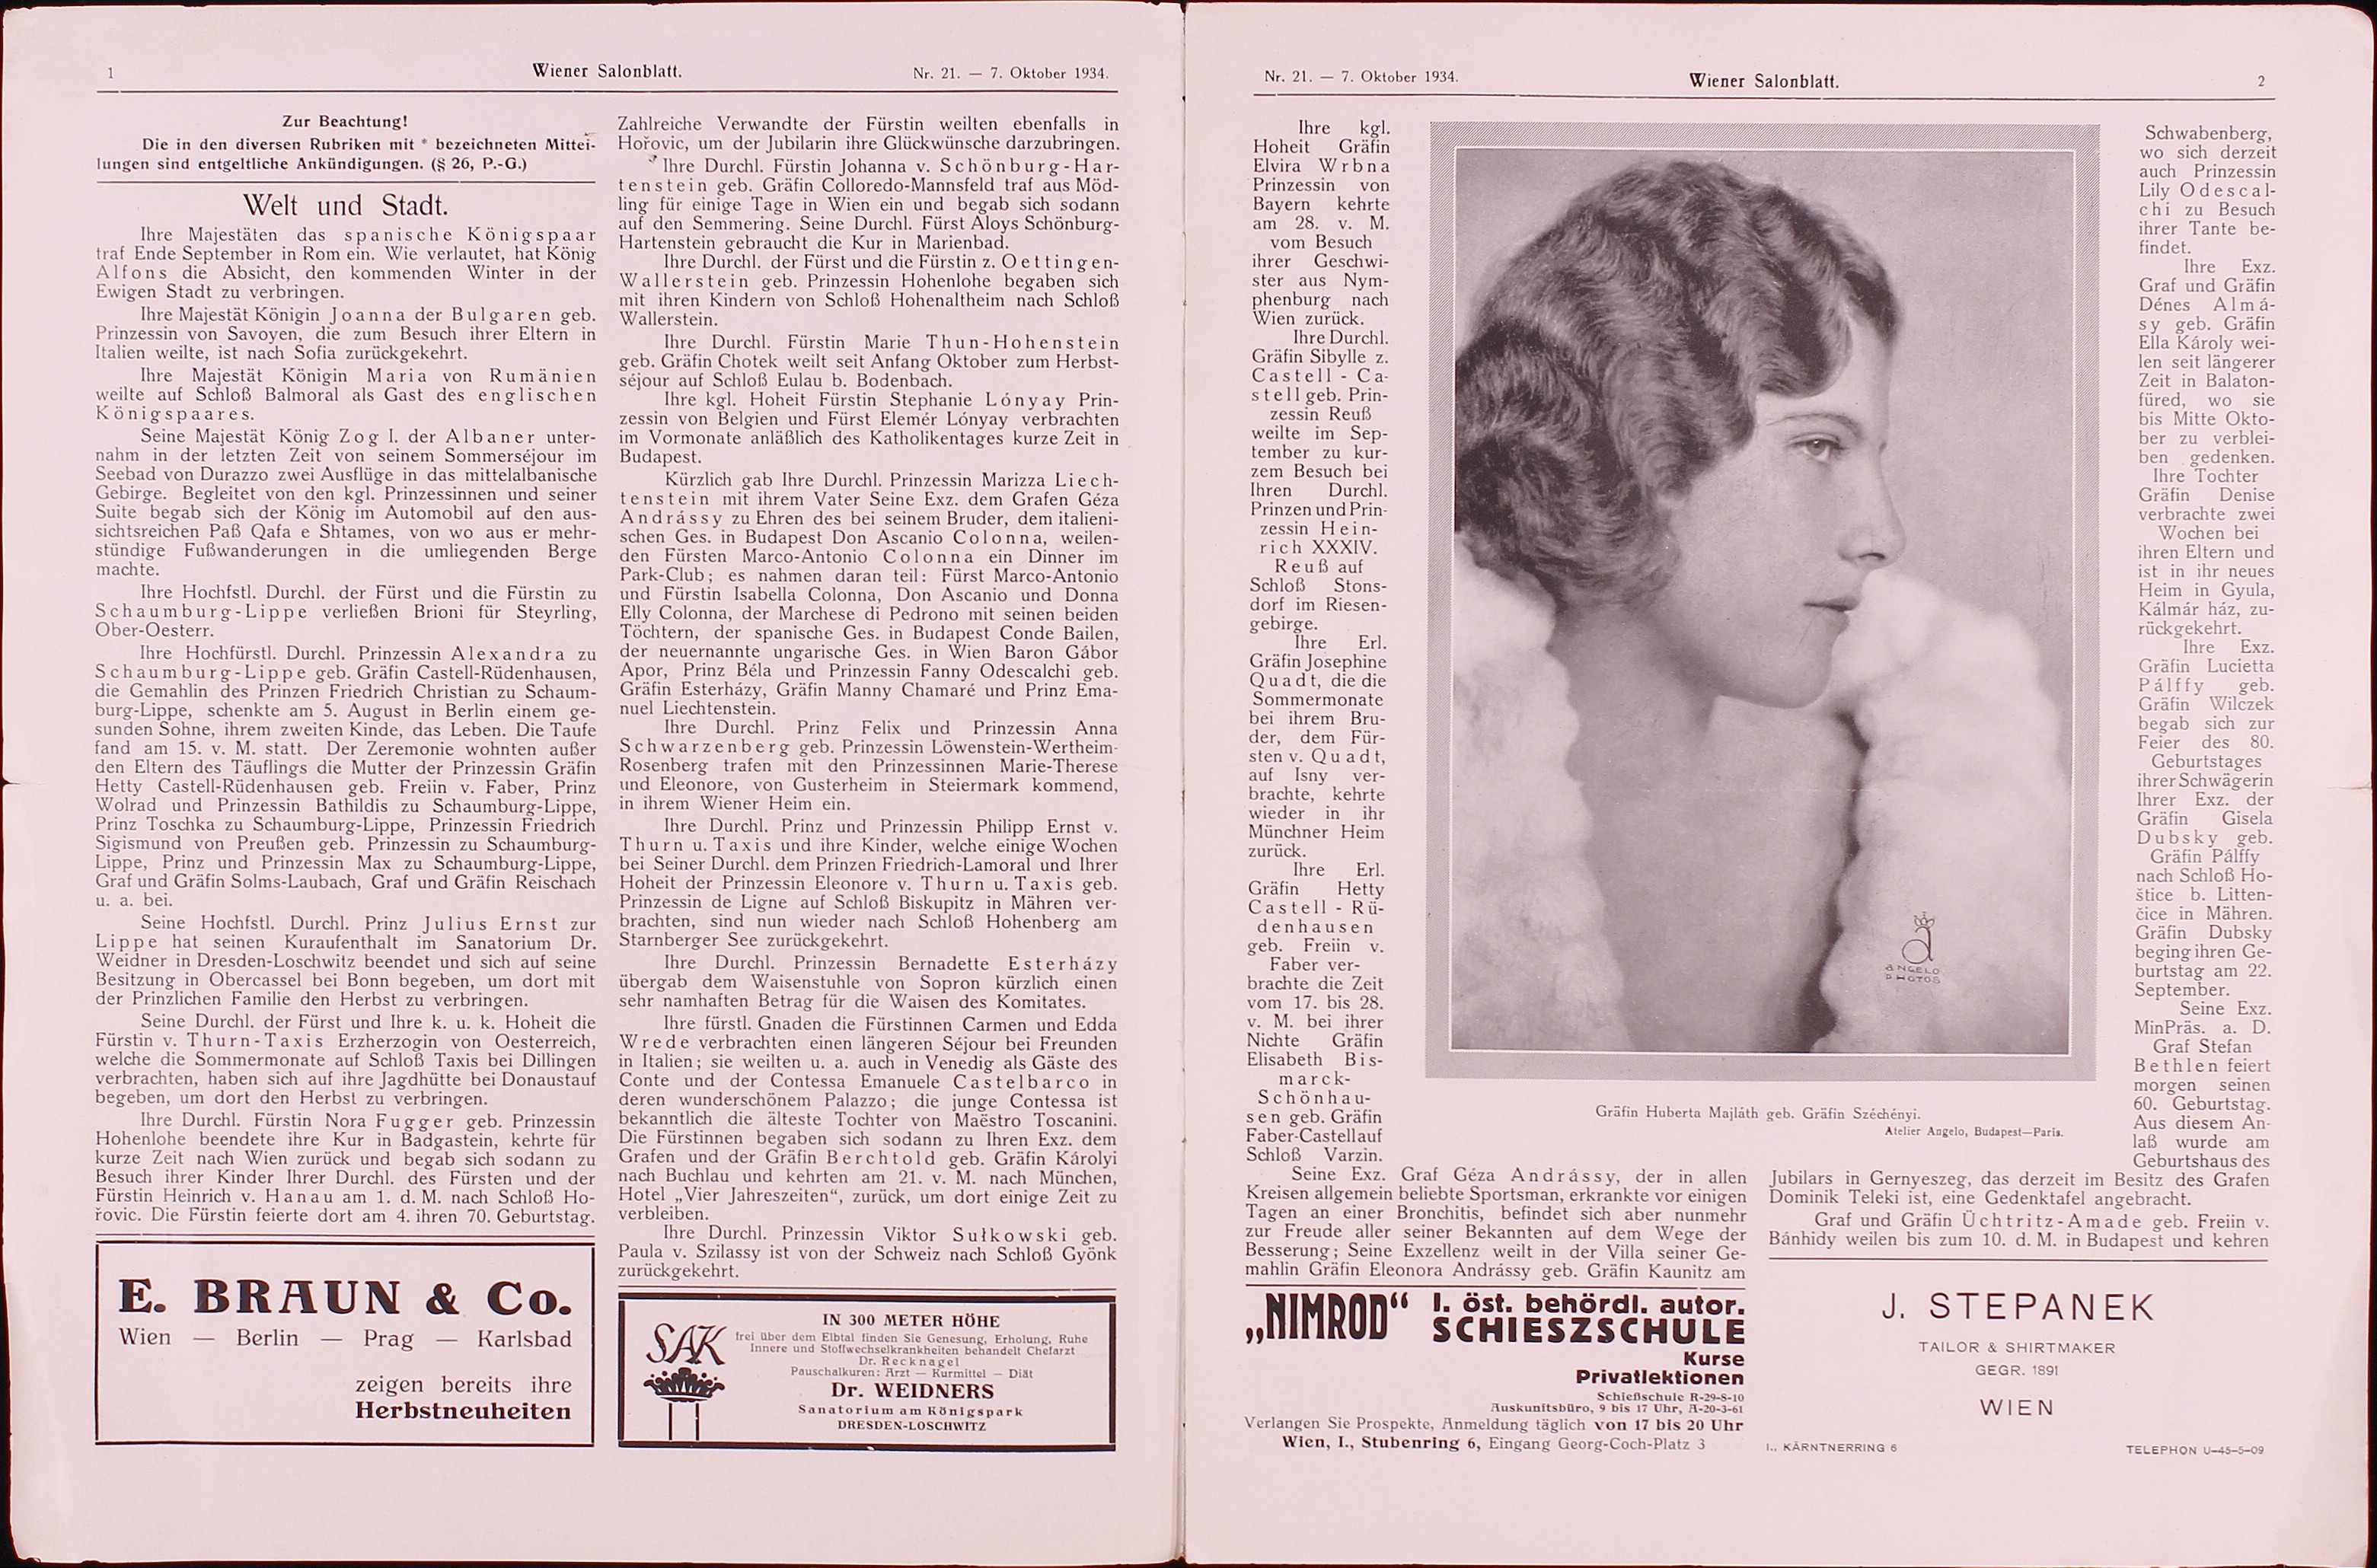 1
Wiener Salonblatt.
Nr. 21. — 7. Oktober 1934.
Zur Beachtung!
Die in den diversen Rubriken mit * bezeichneten Mittei-
lungen sind entgeltliche Ankündigungen. (§ 26, P.-G.)
Welt und Stadt.
Ihre Majestäten das spanische Königspaar
traf Ende September in Rom ein. Wie verlautet, hat König
Alfons die Absicht, den kommenden Winter in der
Ewigen Stadt zu verbringen.
Ihre Majestät Königin Joanna der Bulgaren geb.
Prinzessin von Savoyen, die zum Besuch ihrer Eltern in
Italien weilte, ist nach Sofia zurückgekehrt.
Ihre Majestät Königin Maria von Rumänien
weilte auf Schloß Balmoral als Gast des englischen
Königspaares.
Seine Majestät König Zog I. der Albaner unter-
nahm in der letzten Zeit von seinem Sommerséjour im
Seebad von Durazzo zwei Ausflüge in das mittelalbanische
Gebirge. Begleitet von den kgl. Prinzessinnen und seiner
Suite begab sich der König im Automobil auf den aus-
sichtsreichen Paß Qafa e Shtames, von wo aus er mehr-
stündige Fußwanderungen in die umliegenden Berge
machte.
Ihre Hochfstl. Durchl. der Fürst und die Fürstin zu
Schaumburg-Lippe verließen Brioni für Steyrling,
Ober-Oesterr.
Ihre Hochfürstl. Durchl. Prinzessin Alexandra zu
Schaumburg-Lippe geb. Gräfin Castell-Rüdenhausen,
die Gemahlin des Prinzen Friedrich Christian zu Schaum-
burg-Lippe, schenkte am 5. August in Berlin einem ge-
sunden Sohne, ihrem zweiten Kinde, das Leben. Die Taufe
fand am 15. v. M. statt. Der Zeremonie wohnten außer
den Eltern des Täuflings die Mutter der Prinzessin Gräfin
Hetty Castell-Rüdenhausen geb. Freiin v. Faber, Prinz
Wolrad und Prinzessin Bathildis zu Schaumburg-Lippe,
Prinz Toschka zu Schaumburg-Lippe, Prinzessin Friedrich
Sigismund von Preußen geb. Prinzessin zu Schaumburg-
Lippe, Prinz und Prinzessin Max zu Schaumburg-Lippe,
Graf und Gräfin Solms-Laubach, Graf und Gräfin Reischach
u. a. bei.
Seine Hochfstl. Durchl. Prinz Julius Ernst zur
Lippe hat seinen Kuraufenthalt im Sanatorium Dr.
Weidner in Dresden-Loschwitz beendet und sich auf seine
Besitzung in Obercassel bei Bonn begeben, um dort mit
der Prinzlichen Familie den Herbst zu verbringen.
Seine Durchl. der Fürst und Ihre k. u. k. Hoheit die
Fürstin v. Thurn-Taxis Erzherzogin von Oesterreich,
welche die Sommermonate auf Schloß Taxis bei Dillingen
verbrachten, haben sich auf ihre Jagdhütte bei Donaustauf
begeben, um dort den Herbst zu verbringen.
Ihre Durchl. Fürstin Nora Fugger geb. Prinzessin
Hohenlohe beendete ihre Kur in Badgastein, kehrte für
kurze Zeit nach Wien zurück und begab sich sodann zu
Besuch ihrer Kinder Ihrer Durchl. des Fürsten und der
Fürstin Heinrich v. Hanau am 1. d. M. nach Schloß Ho-
řovic. Die Fürstin feierte dort am 4. ihren 70. Geburtstag.
E. BRAUN & Co.
Wien — Berlin — Prag — Karlsbad
zeigen bereits ihre
Herbstneuheiten
Zahlreiche Verwandte der Fürstin weilten ebenfalls in
Hořovic, um der Jubilarin ihre Glückwünsche darzubringen.
* Ihre Durchl. Fürstin Johanna v. Schönburg-Har-
tenstein geb. Gräfin Colloredo-Mannsfeld traf aus Möd-
ling für einige Tage in Wien ein und begab sich sodann
auf den Semmering. Seine Durchl. Fürst Aloys Schönburg-
Hartenstein gebraucht die Kur in Marienbad.
Ihre Durchl. der Fürst und die Fürstin z. Oettingen-
Wallerstein geb. Prinzessin Hohenlohe begaben sich
mit ihren Kindern von Schloß Hohenaltheim nach Schloß
Wallerstein.
Ihre Durchl. Fürstin Marie Thun-Hohenstein
geb. Gräfin Chotek weilt seit Anfang Oktober zum Herbst-
séjour auf Schloß Eulau b. Bodenbach.
Ihre kgl. Hoheit Fürstin Stephanie Lónyay Prin-
zessin von Belgien und Fürst Elemér Lónyay verbrachten
im Vormonate anläßlich des Katholikentages kurze Zeit in
Budapest.
Kürzlich gab Ihre Durchl. Prinzessin Marizza Liech-
tenstein mit ihrem Vater Seine Exz. dem Grafen Géza
Andrássy zu Ehren des bei seinem Bruder, dem italieni-
schen Ges. in Budapest Don Ascanio Colonna, weilen-
den Fürsten Marco-Antonio Colonna ein Dinner im
Park-Club; es nahmen daran teil: Fürst Marco-Antonio
und Fürstin Isabella Colonna, Don Ascanio und Donna
Elly Colonna, der Marchese di Pedrono mit seinen beiden
Töchtern, der spanische Ges. in Budapest Conde Bailen,
der neuernannte ungarische Ges. in Wien Baron Gábor
Apor, Prinz Béla und Prinzessin Fanny Odescalchi geb.
Gräfin Esterházy, Gräfin Manny Chamaré und Prinz Ema-
nuel Liechtenstein.
Ihre Durchl. Prinz Felix und Prinzessin Anna
Schwarzenberg geb. Prinzessin Löwenstein-Wertheim-
Rosenberg trafen mit den Prinzessinnen Marie-Therese
und Eleonore, von Gusterheim in Steiermark kommend,
in ihrem Wiener Heim ein.
Ihre Durchl. Prinz und Prinzessin Philipp Ernst v.
Thurn u. Taxis und ihre Kinder, welche einige Wochen
bei Seiner Durchl. dem Prinzen Friedrich-Lamoral und Ihrer
Hoheit der Prinzessin Eleonore v. Thurn u. Taxis geb.
Prinzessin de Ligne auf Schloß Biskupitz in Mähren ver-
brachten, sind nun wieder nach Schloß Hohenberg am
Starnberger See zurückgekehrt.
Ihre Durchl. Prinzessin Bernadette Esterházy
übergab dem Waisenstuhle von Sopron kürzlich einen
sehr namhaften Betrag für die Waisen des Komitates.
Ihre fürstl. Gnaden die Fürstinnen Carmen und Edda
Wrede verbrachten einen längeren Séjour bei Freunden
in Italien; sie weilten u. a. auch in Venedig als Gäste des
Conte und der Contessa Emanuele Castelbarco in
deren wunderschönem Palazzo; die junge Contessa ist
bekanntlich die älteste Tochter von Maëstro Toscanini.
Die Fürstinnen begaben sich sodann zu Ihren Exz. dem
Grafen und der Gräfin Berchtold geb. Gräfin Károlyi
nach Buchlau und kehrten am 21. v. M. nach München,
Hotel „Vier Jahreszeiten“, zurück, um dort einige Zeit zu
verbleiben.
Ihre Durchl. Prinzessin Viktor Sułkowski geb.
Paula v. Szilassy ist von der Schweiz nach Schloß Gyönk
zurückgekehrt.
SAK
IN 300 METER HÖHE
frei über dem Elbtal finden Sie Genesung, Erholung, Ruhe
Innere und Stoffwechselkrankheiten behandelt Chefarzt
Dr. Recknagel
Pauschalkuren: Arzt — Kurmittel — Diät
Dr. WEIDNERS
Sanatorium am Königspark
DRESDEN-LOSCHWITZ
Nr. 21. — 7. Oktober 1934.
Wiener Salonblatt.
2
Ihre kgl.
Hoheit Gräfin
Elvira Wrbna
Prinzessin von
Bayern kehrte
am 28. v. M.
vom Besuch
ihrer Geschwi-
ster aus Nym-
phenburg nach
Wien zurück.
Ihre Durchl.
Gräfin Sibylle z.
Castell - Ca-
stell geb. Prin-
zessin Reuß
weilte im Sep-
tember zu kur-
zem Besuch bei
Ihren Durchl.
Prinzen und Prin-
zessin Hein-
rich XXXIV.
Reuß auf
Schloß Stons-
dorf im Riesen-
gebirge.
Ihre Erl.
Gräfin Josephine
Quadt, die die
Sommermonate
bei ihrem Bru-
der, dem Für-
sten v. Quadt,
auf Isny ver-
brachte, kehrte
wieder in ihr
Münchner Heim
zurück.
Ihre Erl.
Gräfin Hetty
Castell - Rü-
denhausen
geb. Freiin v.
Faber ver-
brachte die Zeit
vom 17. bis 28.
v. M. bei ihrer
Nichte Gräfin
Elisabeth Bis-
marck-
Schönhau-
sen geb. Gräfin
Faber-Castell auf
Schloß Varzin.
Seine Exz. Graf Géza Andrássy, der in allen
Kreisen allgemein beliebte Sportsman, erkrankte vor einigen
Tagen an einer Bronchitis, befindet sich aber nunmehr
zur Freude aller seiner Bekannten auf dem Wege der
Besserung; Seine Exzellenz weilt in der Villa seiner Ge-
mahlin Gräfin Eleonora Andrássy geb. Gräfin Kaunitz am
a
ANGELO
PHOTOS
Gräfin Huberta Majláth geb. Gräfin Széchényi.
Atelier Angelo, Budapest—Paris.
Schwabenberg,
wo sich derzeit
auch Prinzessin
Lily Odescal-
chi zu Besuch
ihrer Tante be-
findet.
Ihre Exz.
Graf und Gräfin
Dénes Almá-
sy geb. Gräfin
Ella Károly wei-
len seit längerer
Zeit in Balaton-
füred, wo sie
bis Mitte Okto-
ber zu verblei-
ben gedenken.
Ihre Tochter
Gräfin Denise
verbrachte zwei
Wochen bei
ihren Eltern und
ist in ihr neues
Heim in Gyula,
Kálmár ház, zu-
rückgekehrt.
Ihre Exz.
Gräfin Lucietta
Pálffy geb.
Gräfin Wilczek
begab sich zur
Feier des 80.
Geburtstages
ihrer Schwägerin
Ihrer Exz. der
Gräfin Gisela
Dubsky geb.
Gräfin Pálffy
nach Schloß Ho-
štice b. Litten-
čice in Mähren.
Gräfin Dubsky
beging ihren Ge-
burtstag am 22.
September.
Seine Exz.
MinPräs. a. D.
Graf Stefan
Bethlen feiert
morgen seinen
60. Geburtstag.
Aus diesem An-
laß wurde am
Geburtshaus des
Jubilars in Gernyeszeg, das derzeit im Besitz des Grafen
Dominik Teleki ist, eine Gedenktafel angebracht.
Graf und Gräfin Üchtritz-Amade geb. Freiin v.
Bánhidy weilen bis zum 10. d. M. in Budapest und kehren
„NIMROD“ I. öst. behördl. autor.
SCHIESZSCHULE
Kurse
Privatlektionen
Schießschule R-29-8-10
Auskunftsbüro, 9 bis 17 Uhr, A-20-3-61
Verlangen Sie Prospekte, Anmeldung täglich von 17 bis 20 Uhr
Wien, I., Stubenring 6, Eingang Georg-Coch-Platz 3
J. STEPANEK
TAILOR & SHIRTMAKER
GEGR. 1891
WIEN
I., KÄRNTNERRING 6
TELEPHON U-45-5-09